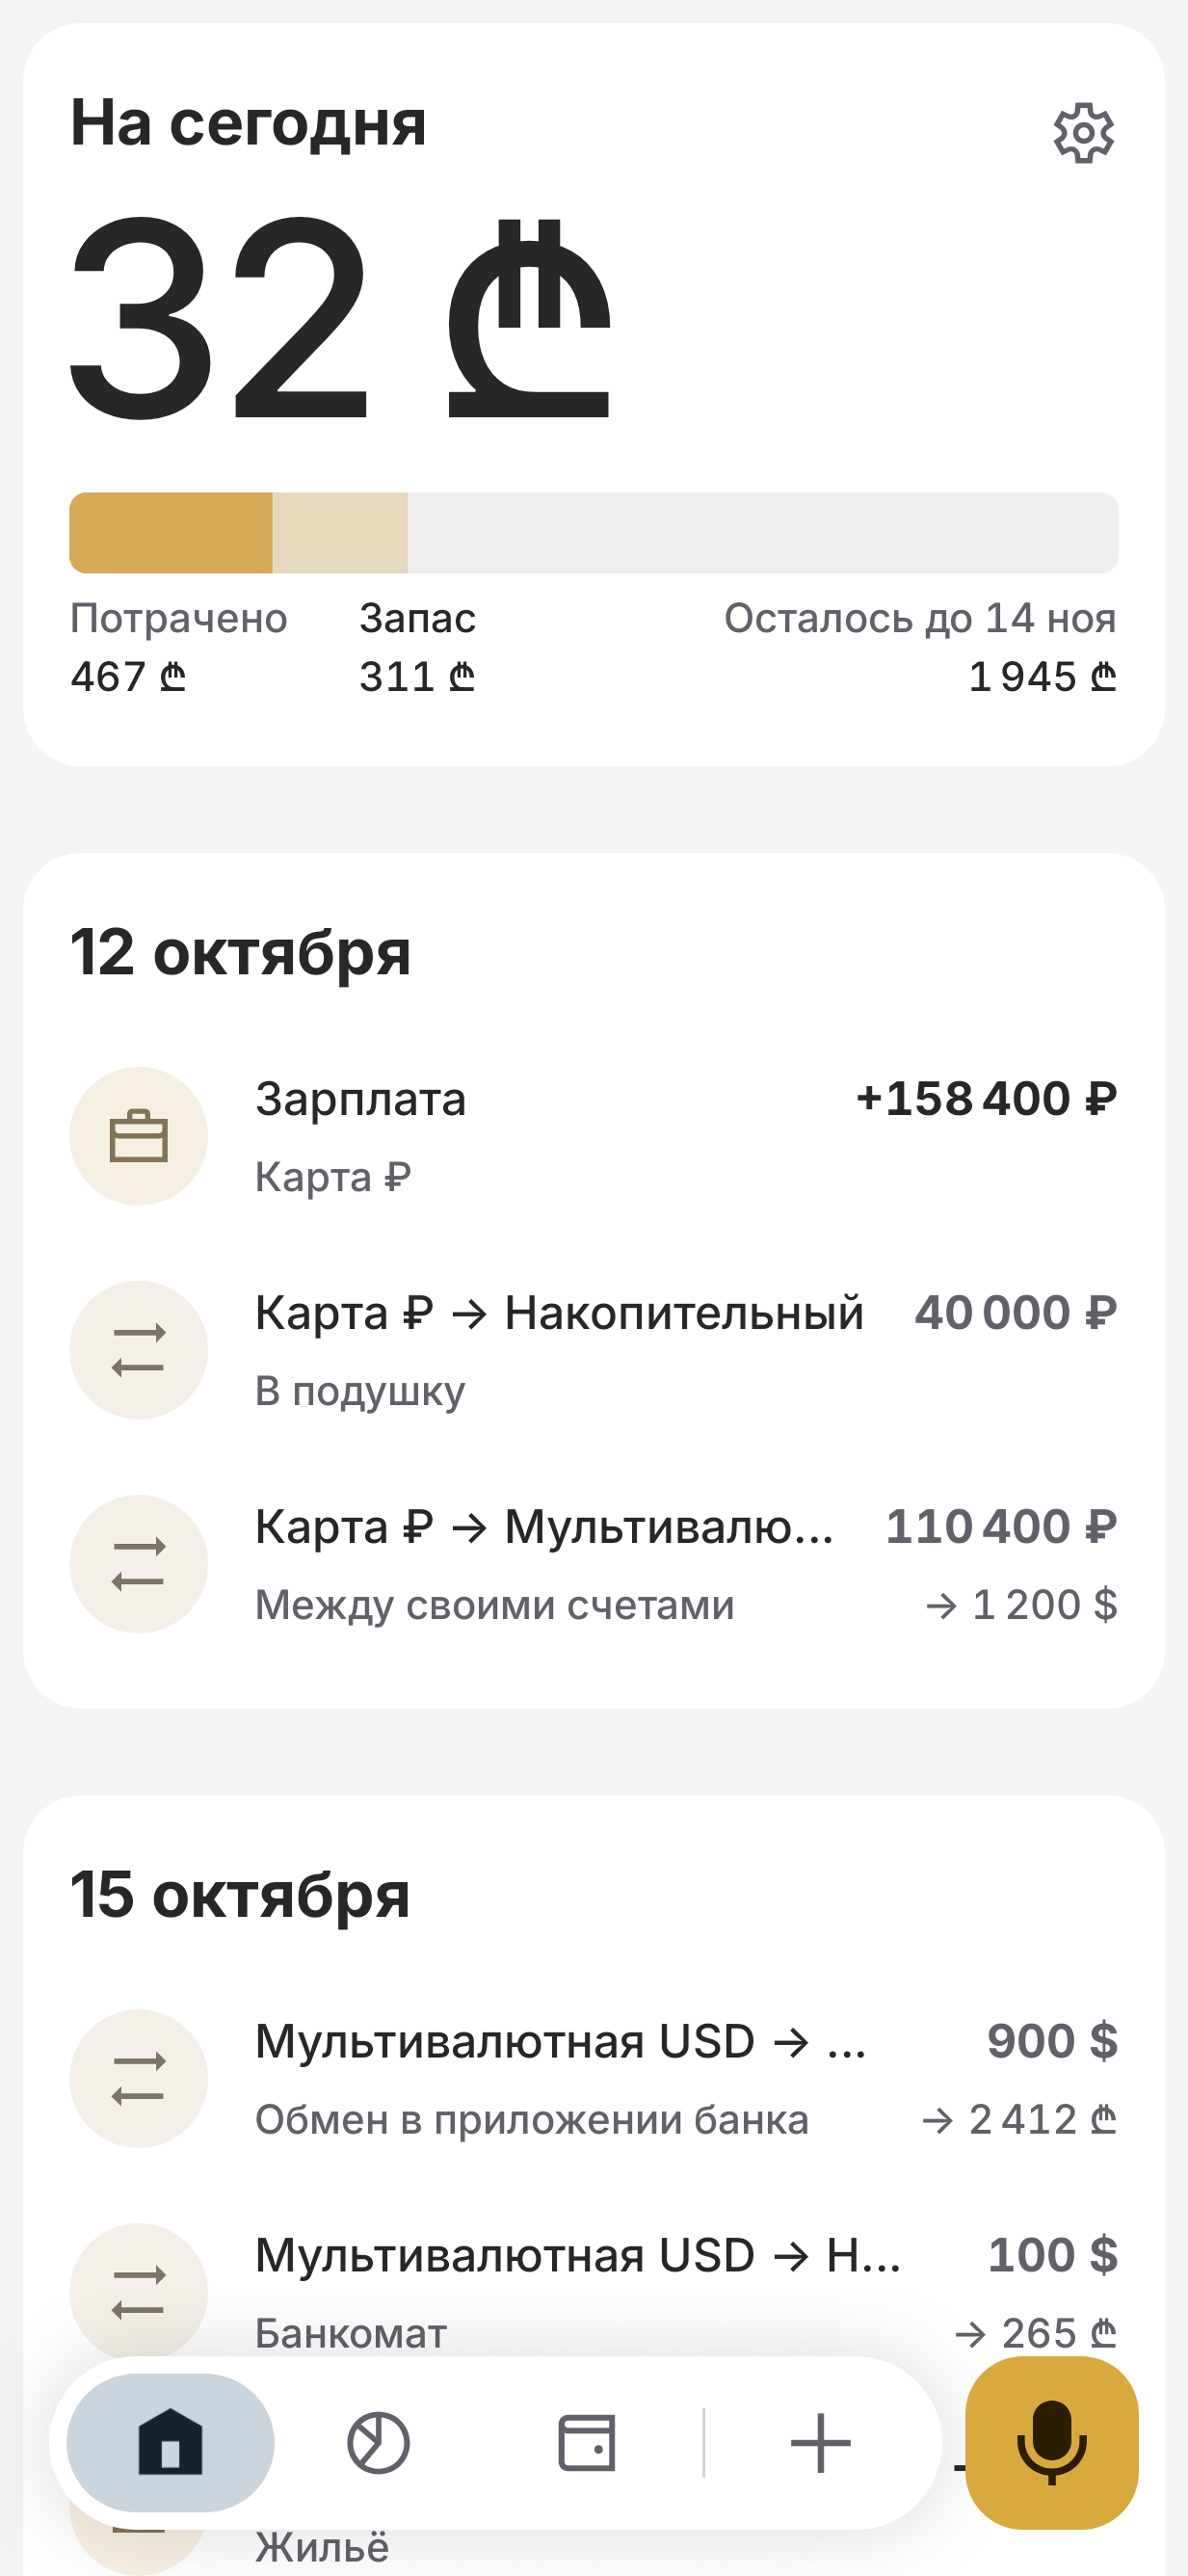 На сегодня
32 ₾
Потрачено Запас Осталось до 14 ноя
467 ₾ 311 ₾ 1 945 ₾
12 октября
Зарплата +158 400 ₽
Карта ₽
Карта ₽ → Накопительный 40 000 ₽
В подушку
Карта ₽ → Мультивалю... 110 400 ₽
Между своими счетами → 1 200 $
15 октября
Мультивалютная USD → ... 900 $
Обмен в приложении банка → 2 412 ₾
Мультивалютная USD → Н... 100 $
Банкомат → 265 ₾
Жильё